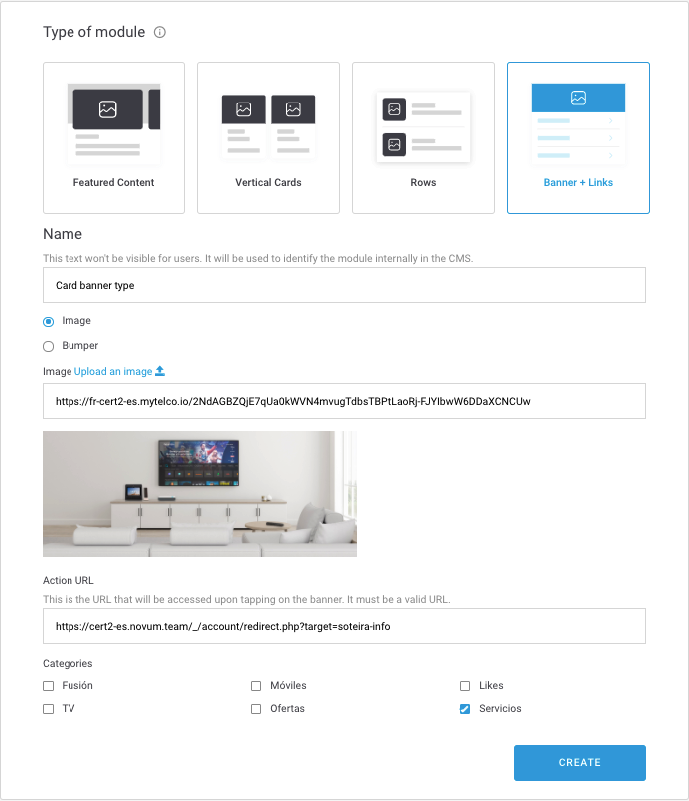 Type of module
Featured Content
Vertical Cards
Rows
Banner + Links
Name
This text won't be visible for users. It will be used to identify the module internally in the CMS.
Card banner type
Image
Bumper
Image Upload an image
https://fr-cert2-es.mytelco.io/2NdAGBZQjE7qUa0kWVN4mvugTdbsTBPtLaoRj-FJYIbwW6DDaXCNCUw
Action URL
This is the URL that will be accessed upon tapping on the banner. It must be a valid URL.
https://cert2-es.novum.team/_/account/redirect.php?target=soteira-info
Categories
Fusión Móviles Likes
TV Ofertas Servicios
CREATE